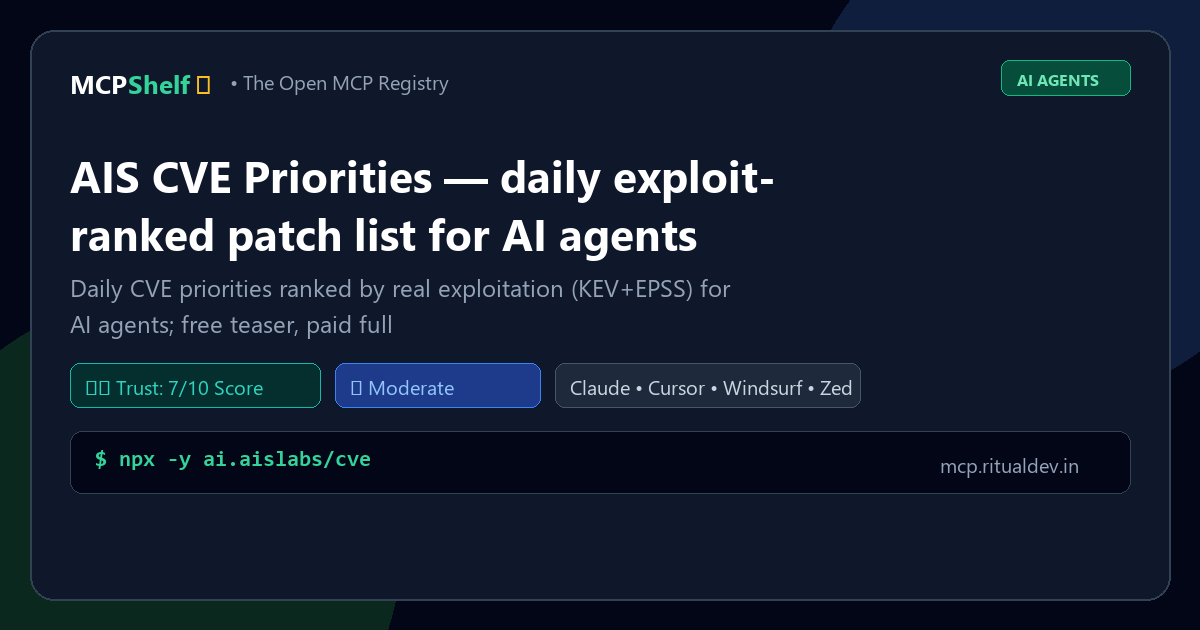 MCPShelf • The Open MCP Registry
AI AGENTS
AIS CVE Priorities — daily exploit-
ranked patch list for AI agents
Daily CVE priorities ranked by real exploitation (KEV+EPSS) for
AI agents; free teaser, paid full
Trust: 7/10 Score
Moderate
Claude • Cursor • Windsurf • Zed
$ npx -y ai.aislabs/cve
mcp.ritualdev.in